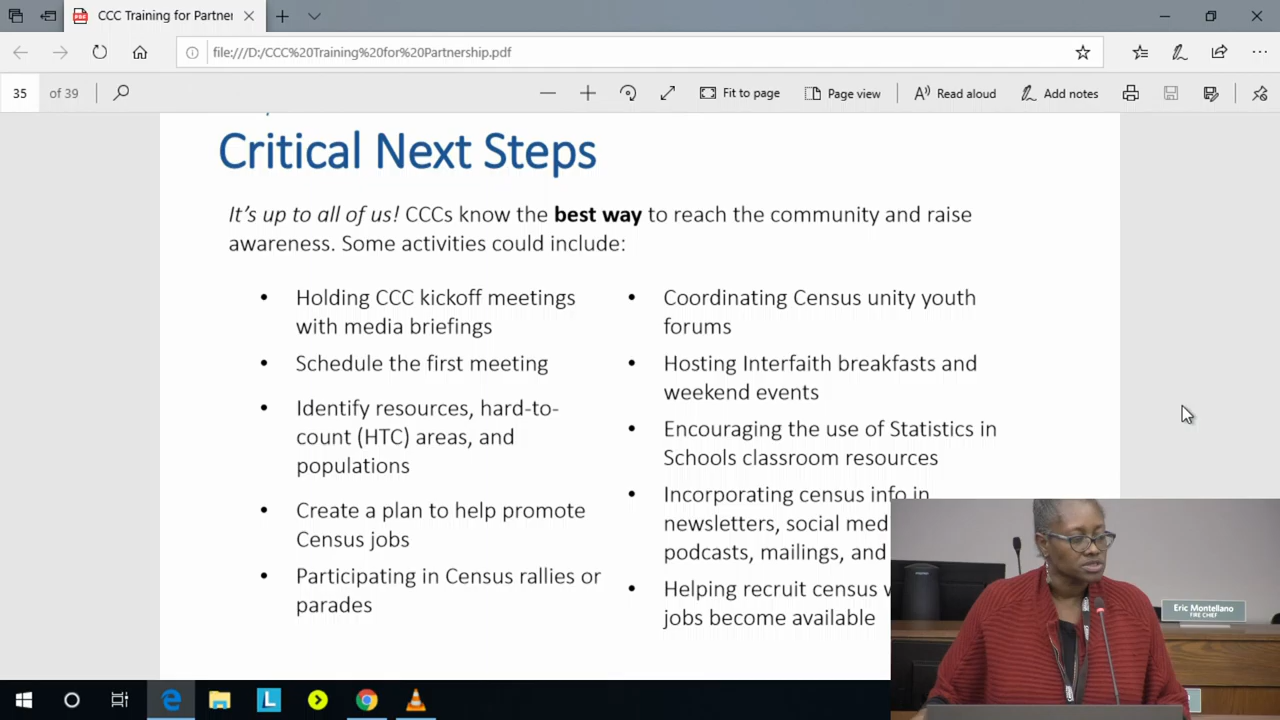 CCC Training for Partner
file:///D:/CCC%20Training%20for%20Partnership.pdf
35 of 39
Fit to page
Page view
Read aloud
Add notes
Critical Next Steps
It's up to all of us! CCCs know the best way to reach the community and raise
awareness. Some activities could include:
• Holding CCC kickoff meetings
with media briefings
• Schedule the first meeting
• Identify resources, hard-to-
count (HTC) areas, and
populations
• Create a plan to help promote
Census jobs
• Participating in Census rallies or
parades
• Coordinating Census unity youth
forums
• Hosting Interfaith breakfasts and
weekend events
• Encouraging the use of Statistics in
Schools classroom resources
• Incorporating census info in
newsletters, social med
podcasts, mailings, and
• Helping recruit census w
jobs become available
Eric Montellano
FIRE CHIEF